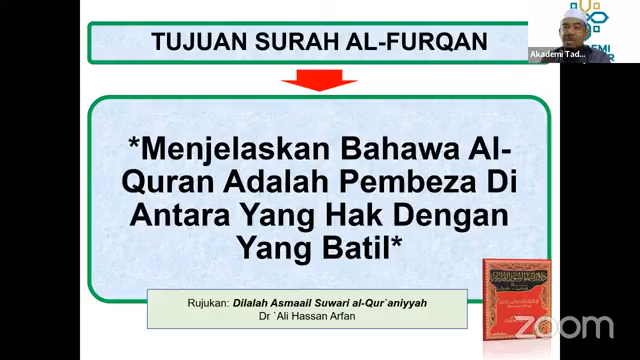 TUJUAN SURAH AL-FURQAN
Akademi Tad...
*Menjelaskan Bahawa Al-
Quran Adalah Pembeza Di
Antara Yang Hak Dengan
Yang Batil*
Rujukan: Dilalah Asmaail Suwari al-Qur`aniyyah
Dr `Ali Hassan Arfan
zoom